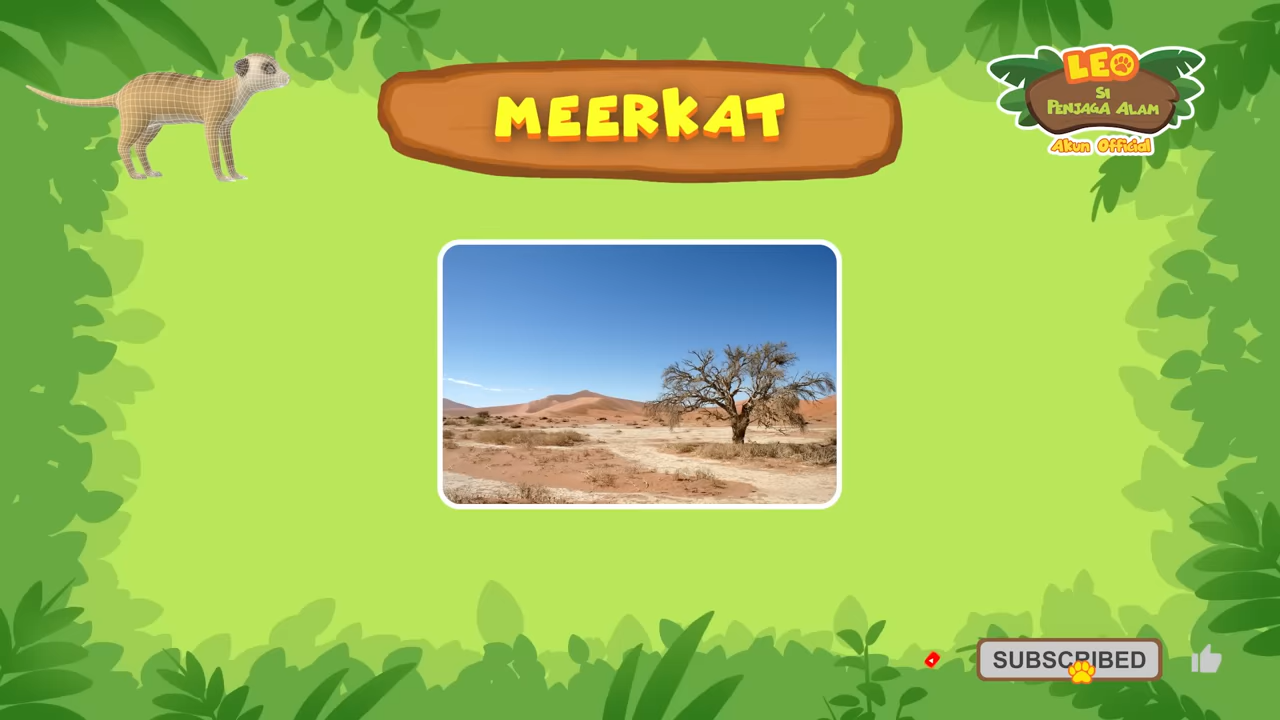 MEERKAT
LEO
SI
PENJAGA ALAM
Akun Official
SUBSCRIBED